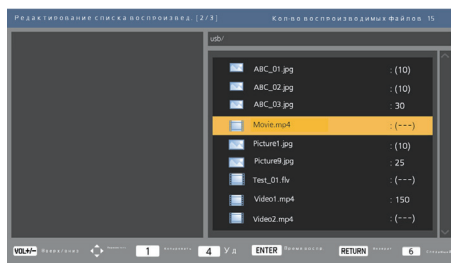 Редактирование списка воспроизвед. [2/3] Кол-во воспроизводимых файлов 15
usb/
ABC_01.jpg : (10)
ABC_02.jpg : (10)
ABC_03.jpg : 30
Movie.mp4 : (---)
Picture1.jpg : (10)
Picture9.jpg : 25
Test_01.flv : (---)
Video1.mp4 : 150
Video2.mp4 : (---)
VOL+/- 1 4 Уд ENTER RETURN 6